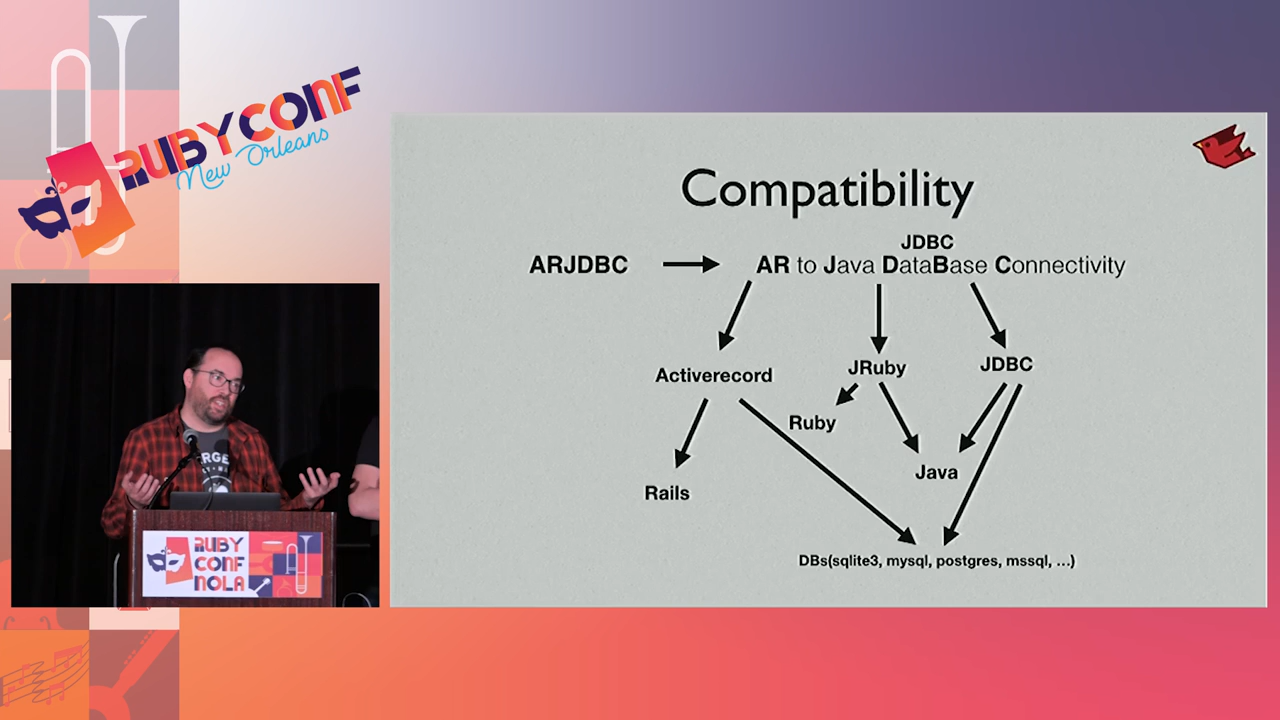 RUBYCONF
New Orleans
Compatibility
JDBC
ARJDBC
AR to Java DataBase Connectivity
Activerecord
JRuby
JDBC
Ruby
Java
Rails
DBs(sqlite3, mysql, postgres, mssql, ...)
RUBY
CONF
NOLA